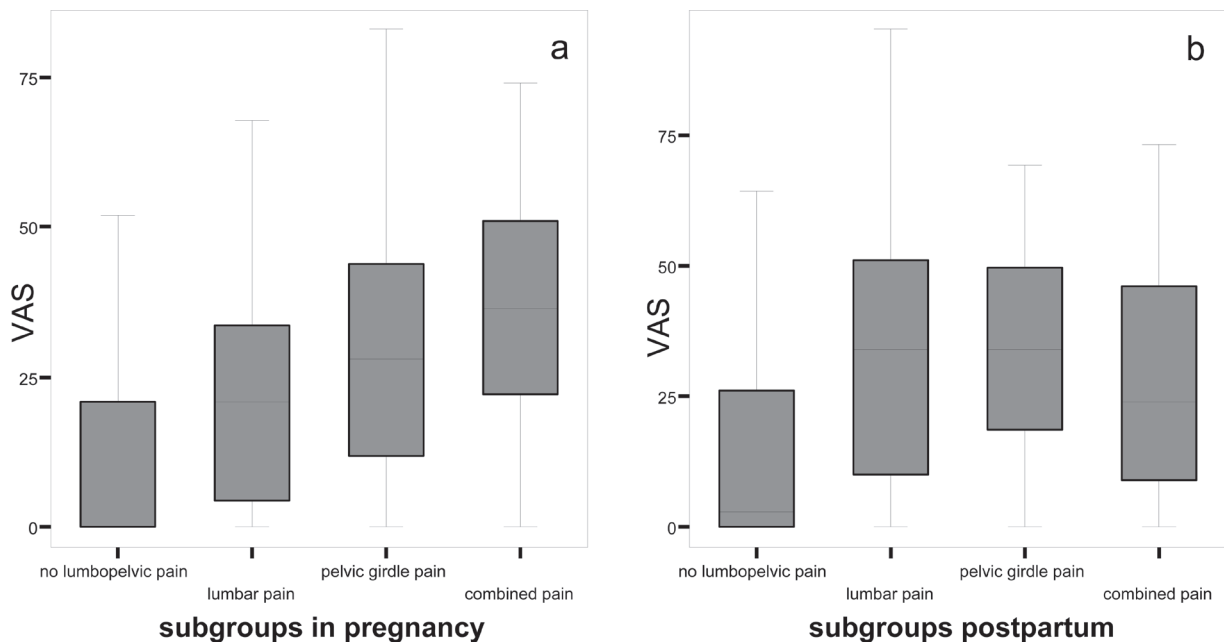 a
75
50
25
0
VAS
no lumbopelvic pain
lumbar pain
pelvic girdle pain
combined pain
subgroups in pregnancy
b
75
50
25
0
VAS
no lumbopelvic pain
lumbar pain
pelvic girdle pain
combined pain
subgroups postpartum